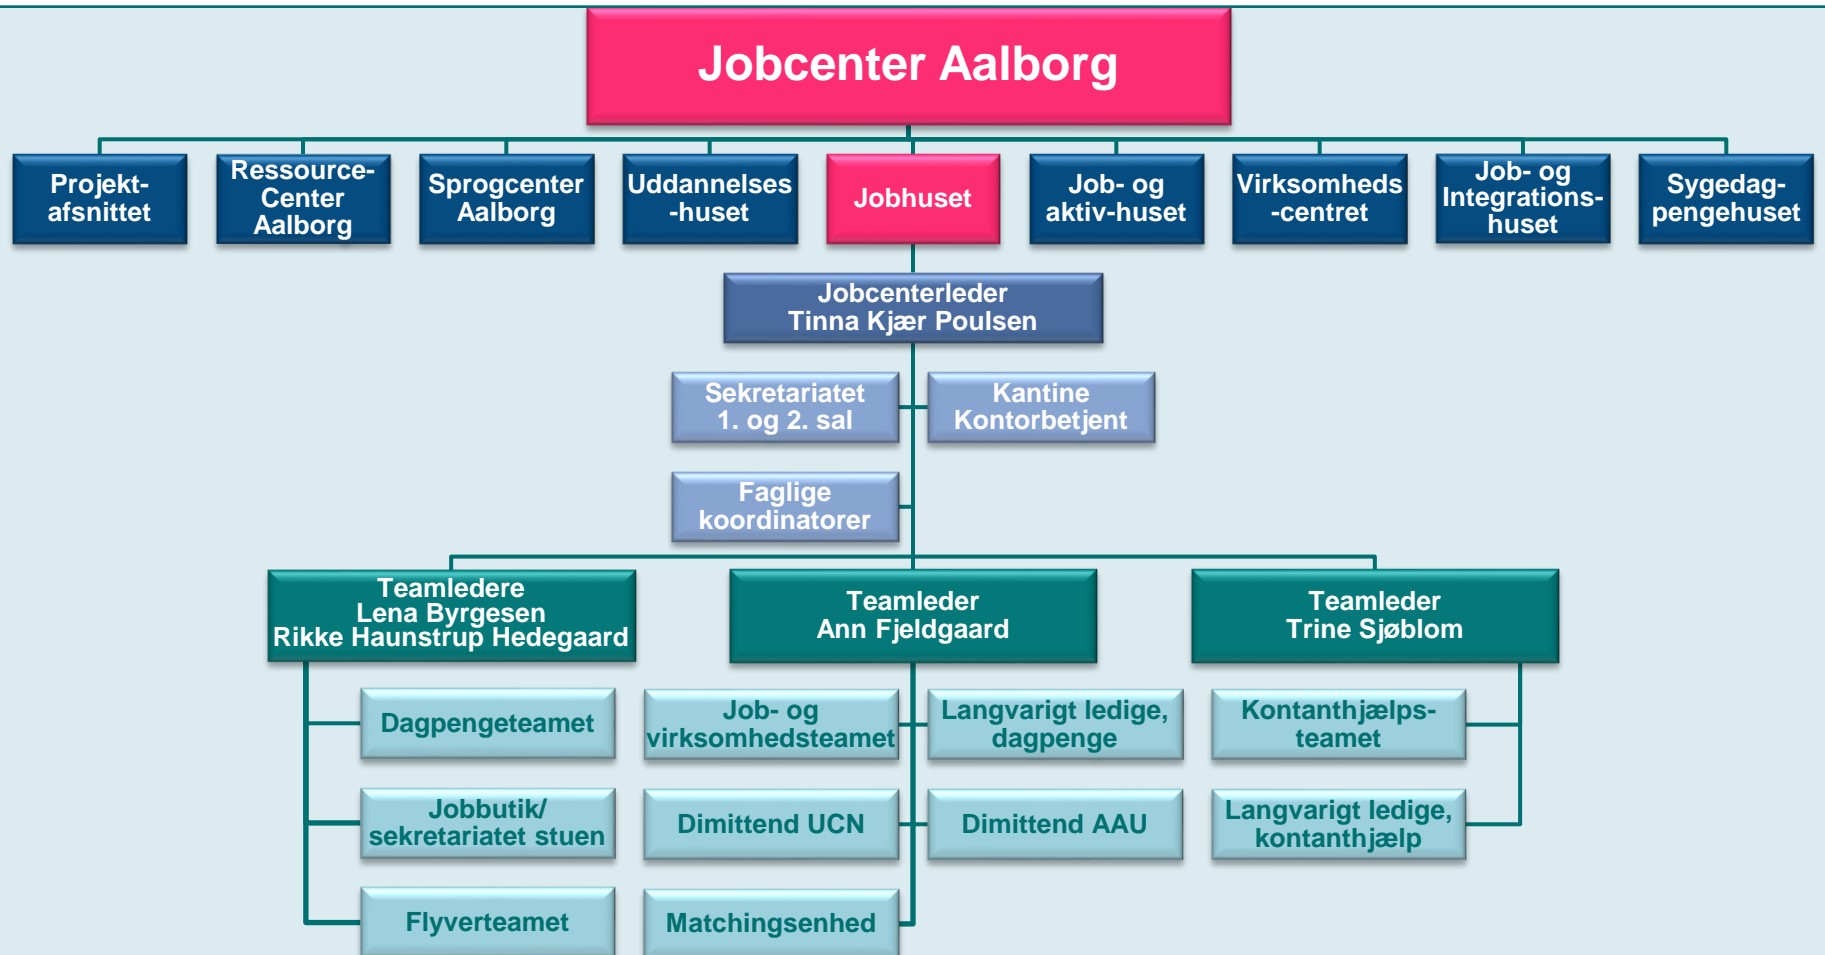 Jobcenter Aalborg
Projekt-
afsnittet
Ressource-
Center
Aalborg
Sprogcenter
Aalborg
Uddannelses
-huset
Jobhuset
Job- og
aktiv-huset
Virksomheds
-centret
Job- og
Integrations-
huset
Sygedag-
pengehuset
Jobcenterleder
Tinna Kjær Poulsen
Sekretariatet
1. og 2. sal
Kantine
Kontorbetjent
Faglige
koordinatorer
Teamledere
Lena Byrgesen
Rikke Haunstrup Hedegaard
Teamleder
Ann Fjeldgaard
Teamleder
Trine Sjøblom
Dagpengeteamet
Job- og
virksomhedsteamet
Langvarigt ledige,
dagpenge
Kontanthjælps-
teamet
Jobbutik/
sekretariatet stuen
Dimittend UCN
Dimittend AAU
Langvarigt ledige,
kontanthjælp
Flyverteamet
Matchingsenhed